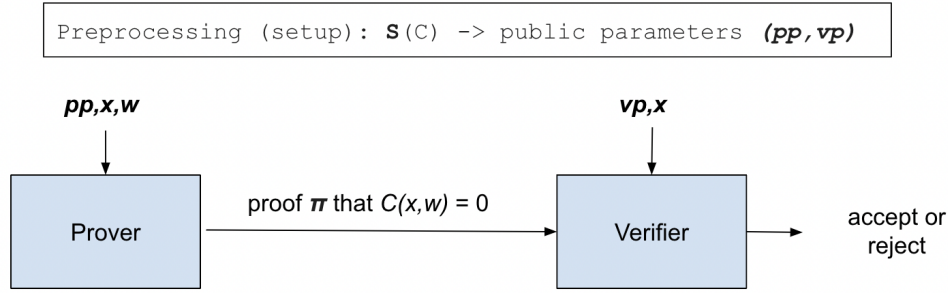 Preprocessing (setup): S(C) -> public parameters (pp,vp)
pp,x,w
vp,x
proof π that C(x,w) = 0
Prover
Verifier
accept or
reject